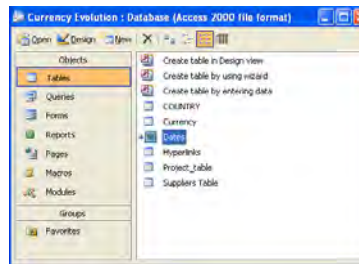 Currency Evolution : Database (Access 2000 file format)
Open Design New
Objects
Tables
Queries
Forms
Reports
Pages
Macros
Modules
Groups
Favorites
Create table in Design view
Create table by using wizard
Create table by entering data
COUNTRY
Currency
Dates
Hyperlinks
Project_table
Suppliers Table